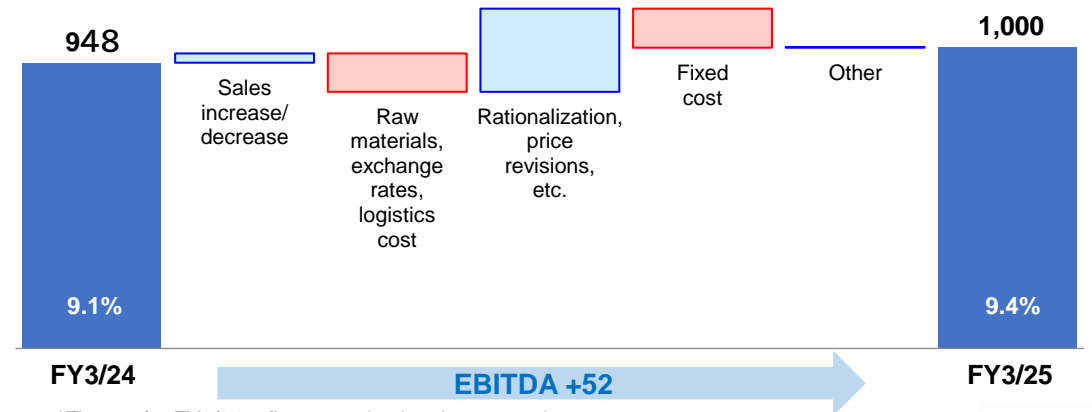 948
1,000
Sales
increase/
decrease
Raw
materials,
exchange
rates,
logistics
cost
Rationalization,
price
revisions,
etc.
Fixed
cost
Other
9.1%
9.4%
FY3/24
EBITDA +52
FY3/25